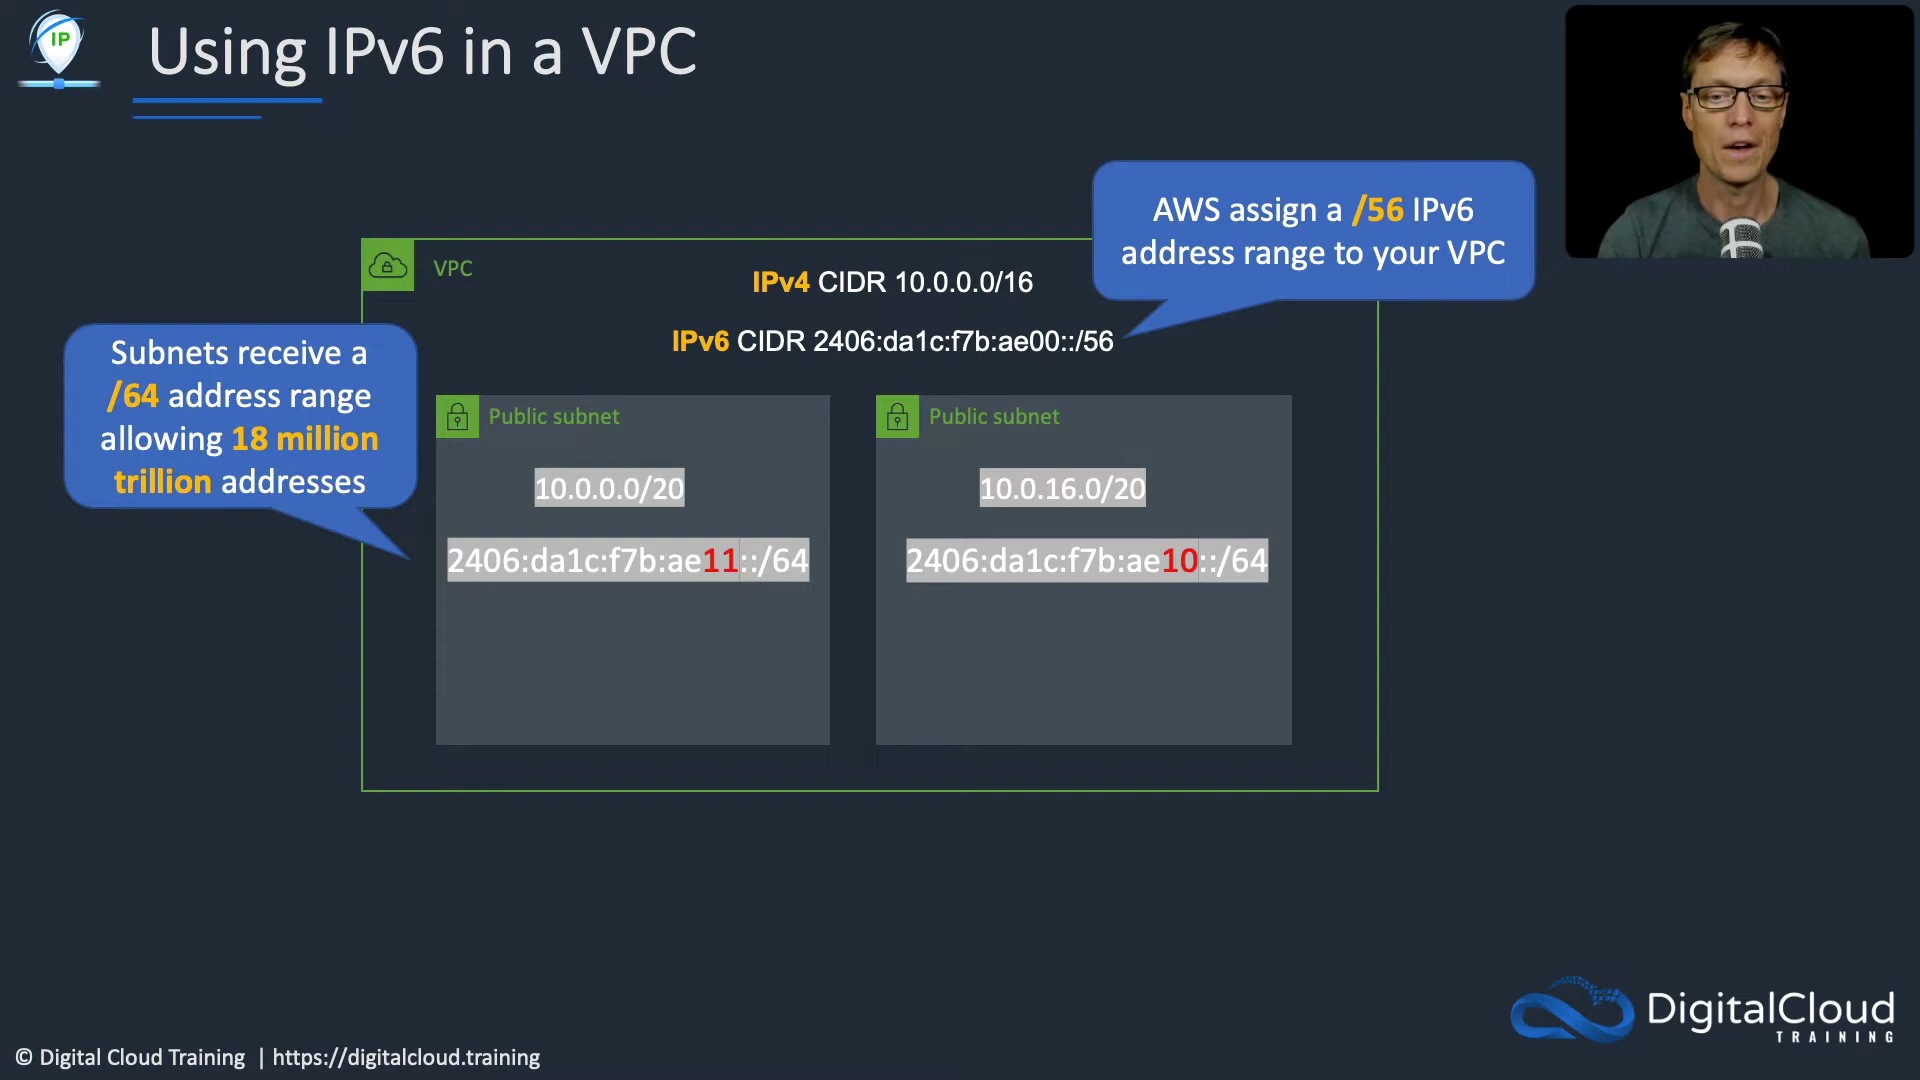 IP
Using IPv6 in a VPC
AWS assign a /56 IPv6
address range to your VPC
VPC
IPv4 CIDR 10.0.0.0/16
IPv6 CIDR 2406:da1c:f7b:ae00::/56
Subnets receive a
/64 address range
allowing 18 million
trillion addresses
Public subnet
10.0.0.0/20
2406:da1c:f7b:ae11::/64
Public subnet
10.0.16.0/20
2406:da1c:f7b:ae10::/64
DigitalCloud
TRAINING
© Digital Cloud Training | https://digitalcloud.training